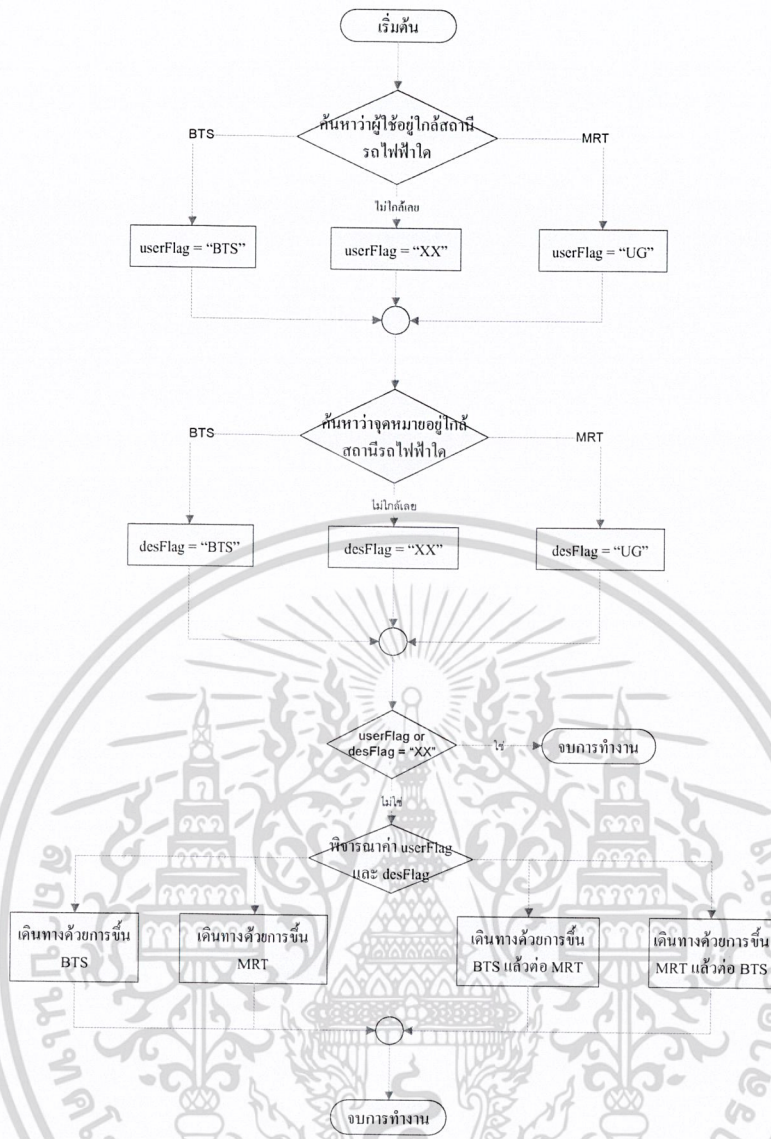 เริ่มต้น
ค้นหาว่าผู้ใช้อยู่ใกล้สถานี
รถไฟฟ้าใด
BTS
MRT
ไม่ใกล้เลย
userFlag = “BTS”
userFlag = “XX”
userFlag = “UG”
ค้นหาว่าจุดหมายอยู่ใกล้
สถานีรถไฟฟ้าใด
BTS
MRT
ไม่ใกล้เลย
desFlag = “BTS”
desFlag = “XX”
desFlag = “UG”
userFlag or
desFlag = “XX”
ใช่
จบการทำงาน
ไม่ใช่
พิจารณาค่า userFlag
และ desFlag
เดินทางด้วยการขึ้น
BTS
เดินทางด้วยการขึ้น
MRT
เดินทางด้วยการขึ้น
BTS แล้วต่อ MRT
เดินทางด้วยการขึ้น
MRT แล้วต่อ BTS
จบการทำงาน